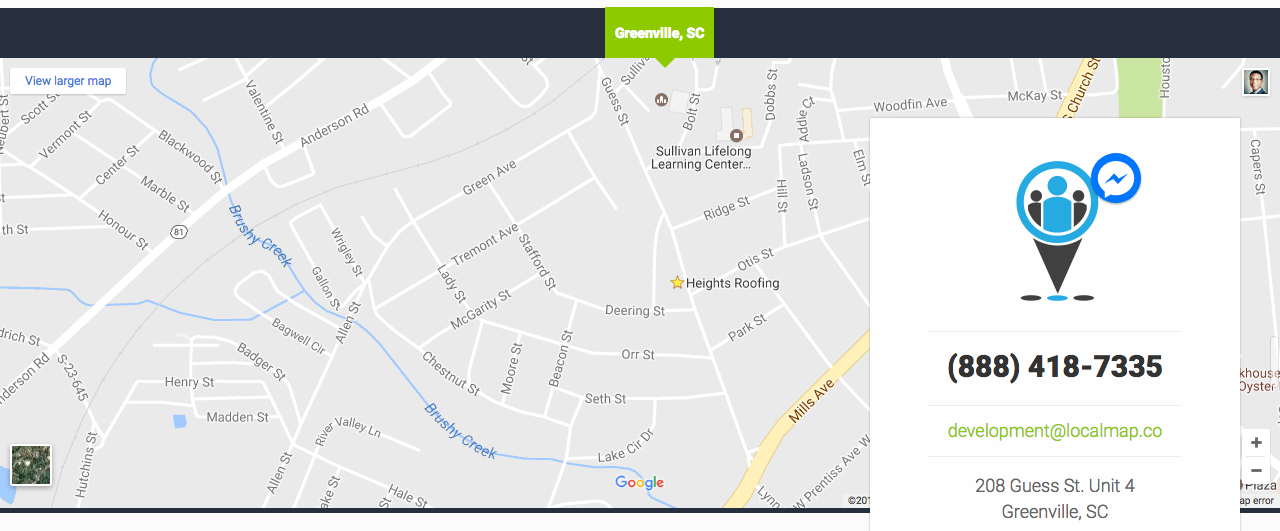 Greenville, SC
View larger map
Sullivan
Guess St
Bolt St
Dobbs St
Apple Ct
Woodfin Ave
McKay St
S Church St
Scott St
Vermont St
Center St
Marble St
Honour St
Blackwood St
Valentine St
Anderson Rd
81
Brushy Creek
Sullivan Lifelong
Learning Center...
Green Ave
Hill St
Ladson St
Elm St
Capers St
Ridge St
Otis St
Heights Roofing
Wrigley St
Gallon St
Tremont Ave
Stafford St
Lady St
McGarity St
Deering St
Park St
Allen St
Bagwell Cir
Badger St
Henry St
Madden St
S-23-645
Hutchins St
River Valley Ln
Allen St
Hale St
Chestnut St
Moore St
Beacon St
Orr St
Seth St
Brushy Creek
Lake Cir Dr
Mills Ave
W Prentiss Ave
Google
(888) 418-7335
development@localmap.co
208 Guess St. Unit 4
Greenville, SC